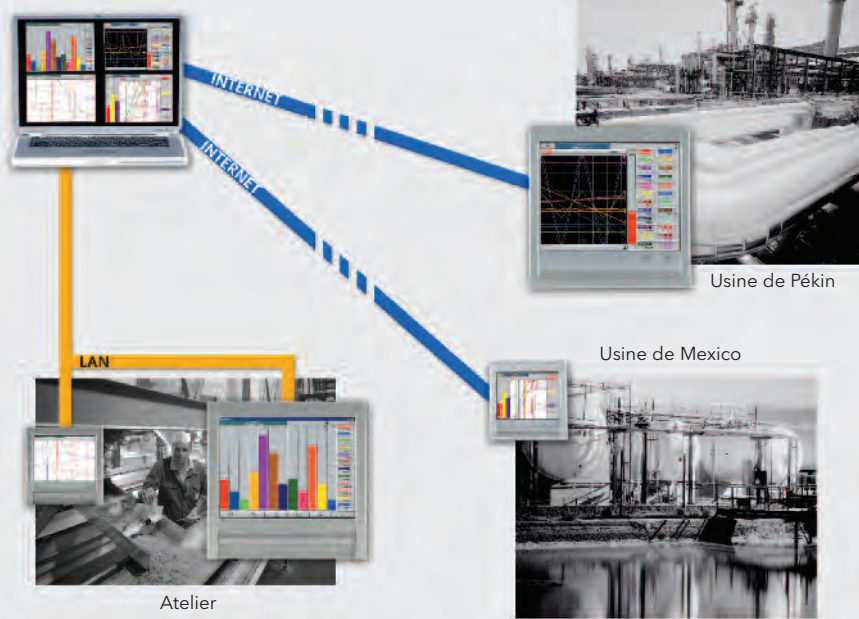 INTERNET
INTERNET
Usine de Pékin
Usine de Mexico
LAN
Atelier